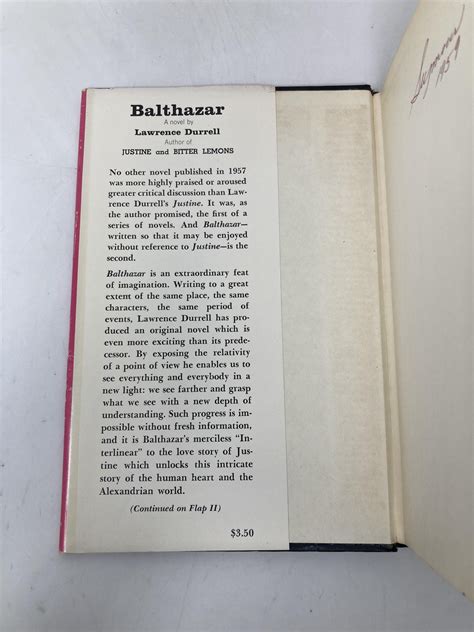 Balthazar
A novel by
Lawrence Durrell
Author of
JUSTINE and BITTER LEMONS
No other novel published in 1957
was more highly praised or aroused
greater critical discussion than Law-
rence Durrell's Justine. It was, as
the author promised, the first of a
series of novels. And Balthazar—
written so that it may be enjoyed
without reference to Justine—is the
second.
Balthazar is an extraordinary feat
of imagination. Writing to a great
extent of the same place, the same
characters, the same period of
events, Lawrence Durrell has pro-
duced an original novel which is
even more exciting than its prede-
cessor. By exposing the relativity
of a point of view he enables us to
see everything and everybody in a
new light: we see farther and grasp
what we see with a new depth of
understanding. Such progress is im-
possible without fresh information,
and it is Balthazar's merciless "In-
terlinear" to the love story of Jus-
tine which unlocks this intricate
story of the human heart and the
Alexandrian world.
(Continued on Flap II)
$3.50
1959